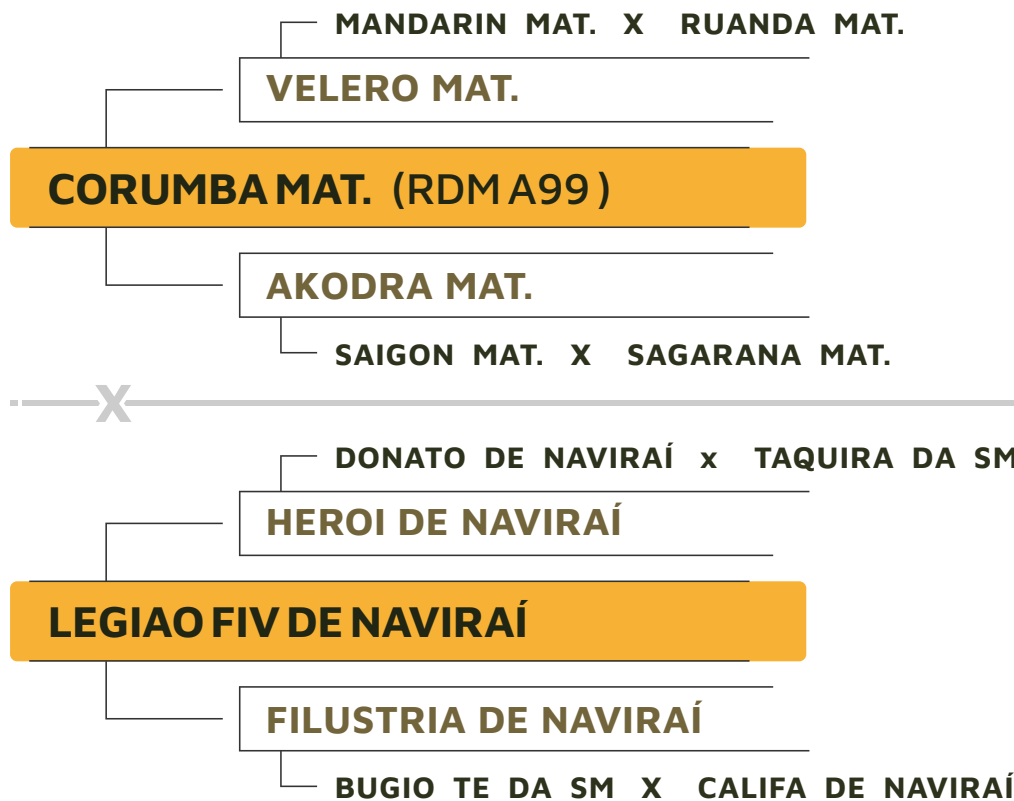 MANDARIN MAT. X RUANDA MAT.
VELERO MAT.
CORUMBA MAT. (RDM A99 )
AKODRA MAT.
SAIGON MAT. X SAGARANA MAT.
X
DONATO DE NAVIRAÍ x TAQUIRA DA SM
HEROI DE NAVIRAÍ
LEGIAO FIV DE NAVIRAÍ
FILUSTRIA DE NAVIRAÍ
BUGIO TE DA SM X CALIFA DE NAVIRAÍ